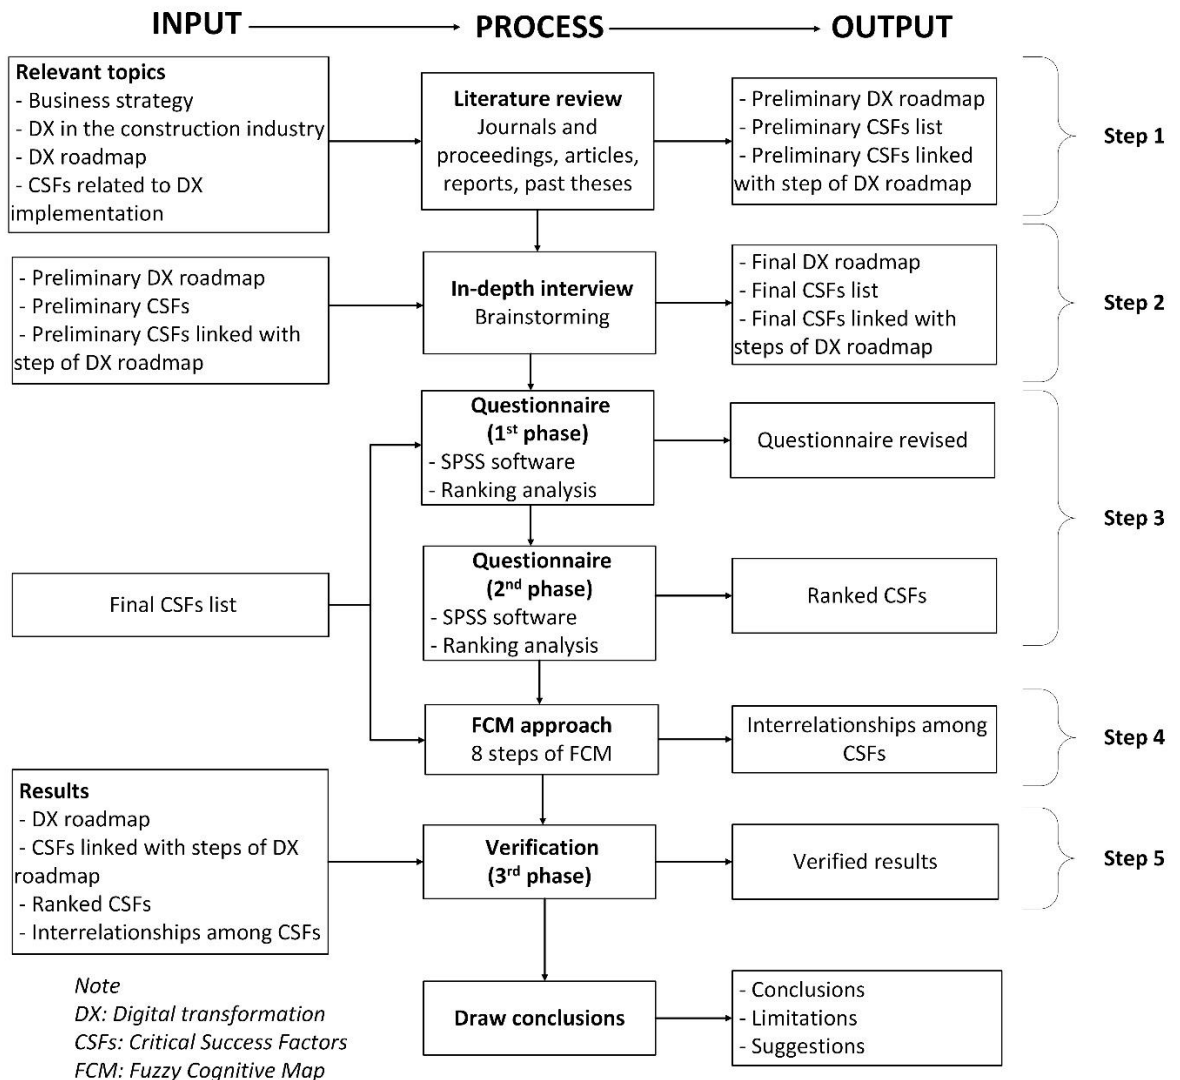 INPUT
PROCESS
OUTPUT
Relevant topics
- Business strategy
- DX in the construction industry
- DX roadmap
- CSFs related to DX
implementation
Literature review
Journals and
proceedings, articles,
reports, past theses
- Preliminary DX roadmap
- Preliminary CSFs list
- Preliminary CSFs linked
with step of DX roadmap
Step 1
- Preliminary DX roadmap
- Preliminary CSFs
- Preliminary CSFs linked with
step of DX roadmap
In-depth interview
Brainstorming
- Final DX roadmap
- Final CSFs list
- Final CSFs linked with
steps of DX roadmap
Step 2
Questionnaire
(1st phase)
- SPSS software
- Ranking analysis
Questionnaire revised
Step 3
Final CSFs list
Questionnaire
(2nd phase)
- SPSS software
- Ranking analysis
Ranked CSFs
FCM approach
8 steps of FCM
Interrelationships among
CSFs
Step 4
Results
- DX roadmap
- CSFs linked with steps of DX
roadmap
- Ranked CSFs
- Interrelationships among CSFs
Verification
(3rd phase)
Verified results
Step 5
Draw conclusions
- Conclusions
- Limitations
- Suggestions
Note
DX: Digital transformation
CSFs: Critical Success Factors
FCM: Fuzzy Cognitive Map